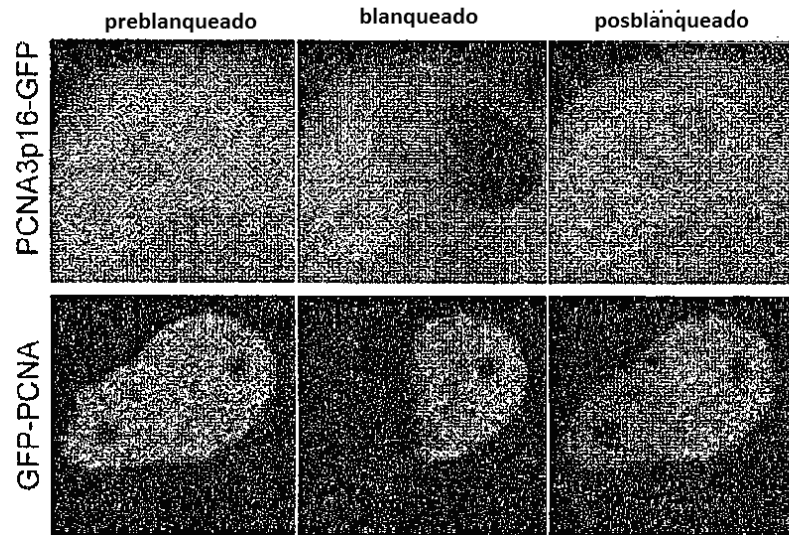 preblanqueado
blanqueado
posblanqueado
PCNA3p16-GFP
GFP-PCNA